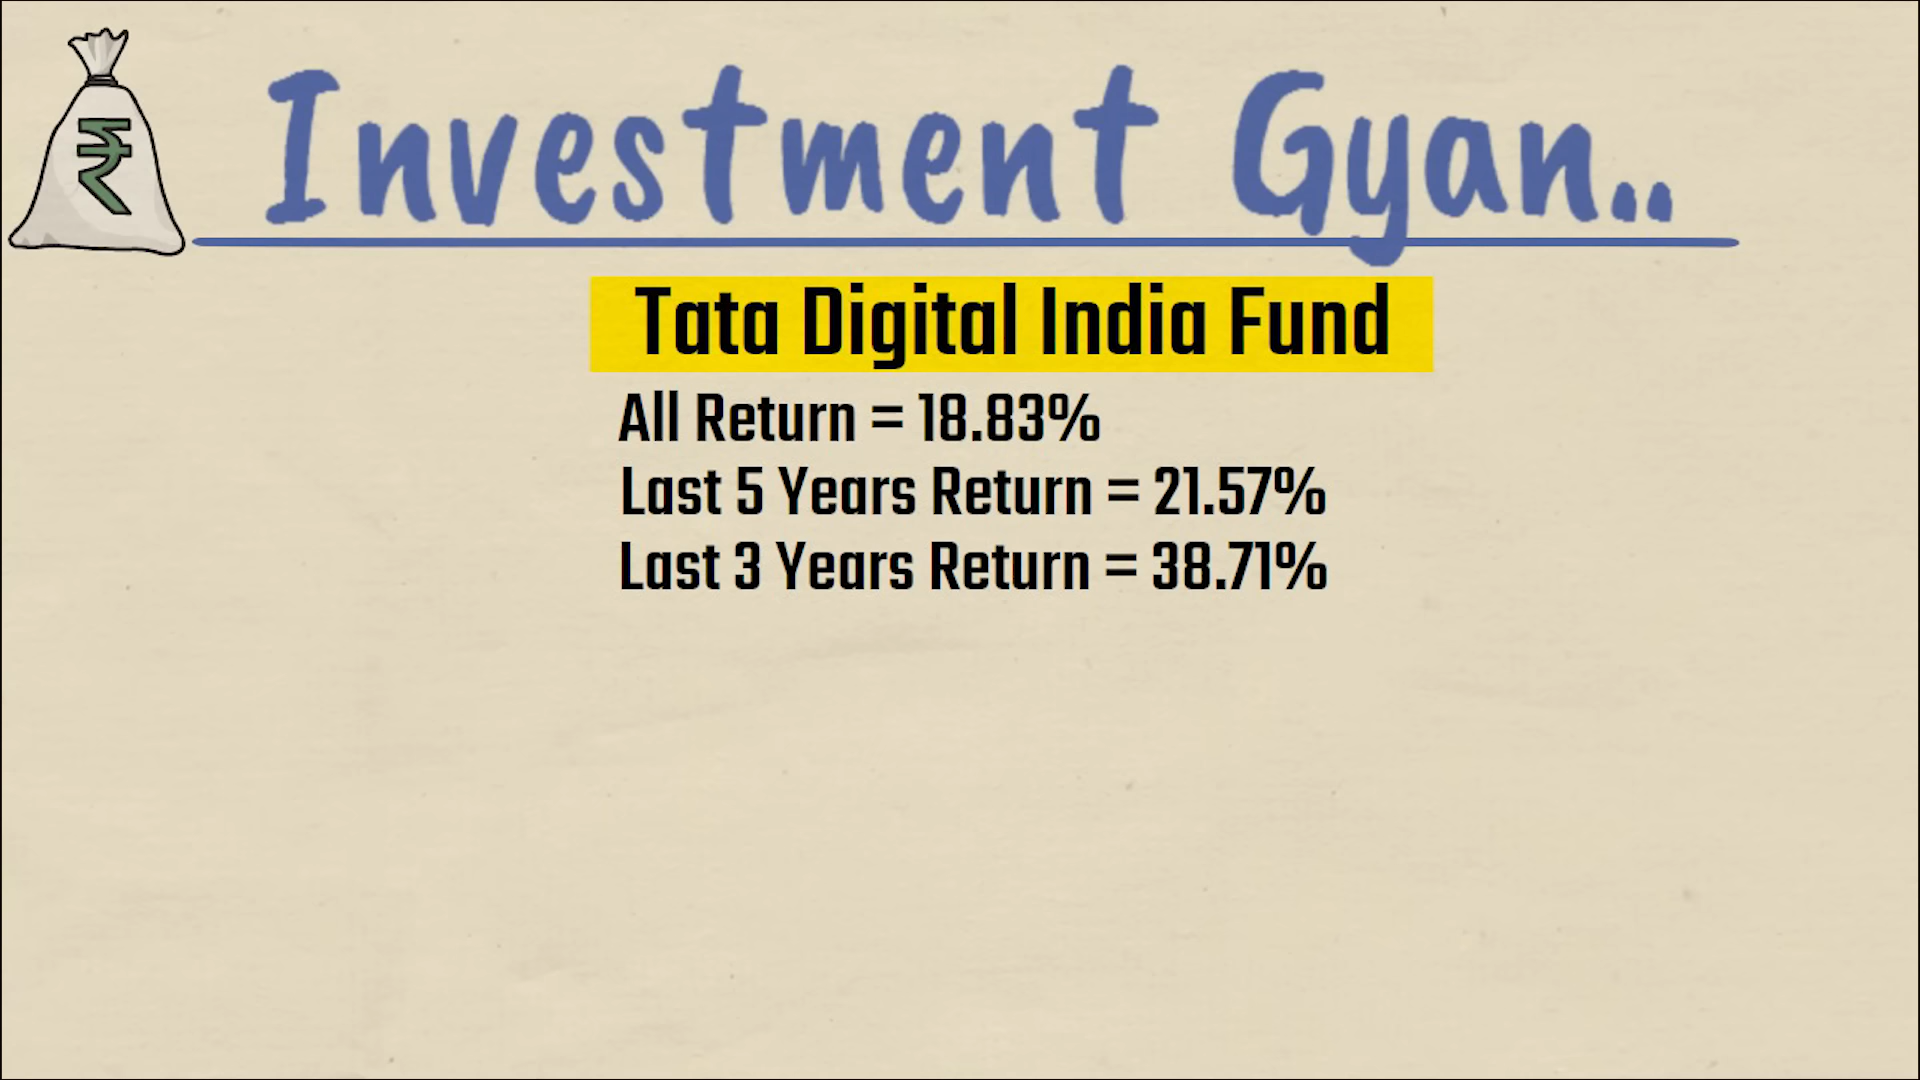 Investment Gyan..
Tata Digital India Fund
All Return = 18.83%
Last 5 Years Return = 21.57%
Last 3 Years Return = 38.71%